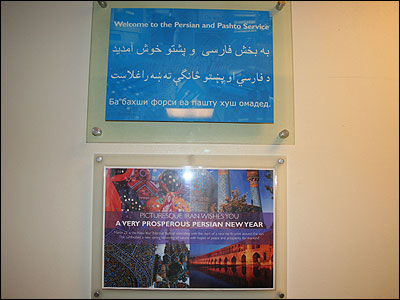 Welcome to the Persian and Pashto Service
به بخش فارسی و پشتو خوش آمدید
د فارسي او پښتو څانګې ته ښه راغلاست
Ба бахши форси ва пашту хуш омадед.
PICTURESQUE IRAN WISHES YOU
A VERY PROSPEROUS PERSIAN NEW YEAR